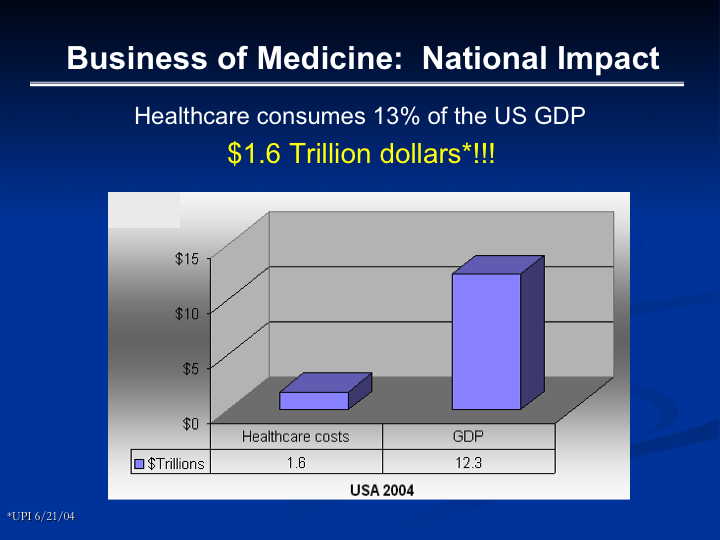 Business of Medicine:  National Impact
Healthcare consumes 13% of the US GDP
$1.6 Trillion dollars*!!!
$15
$10
$5
$0
Healthcare costs GDP
$Trillions 1.6 12.3
USA 2004
*UPI 6/21/04